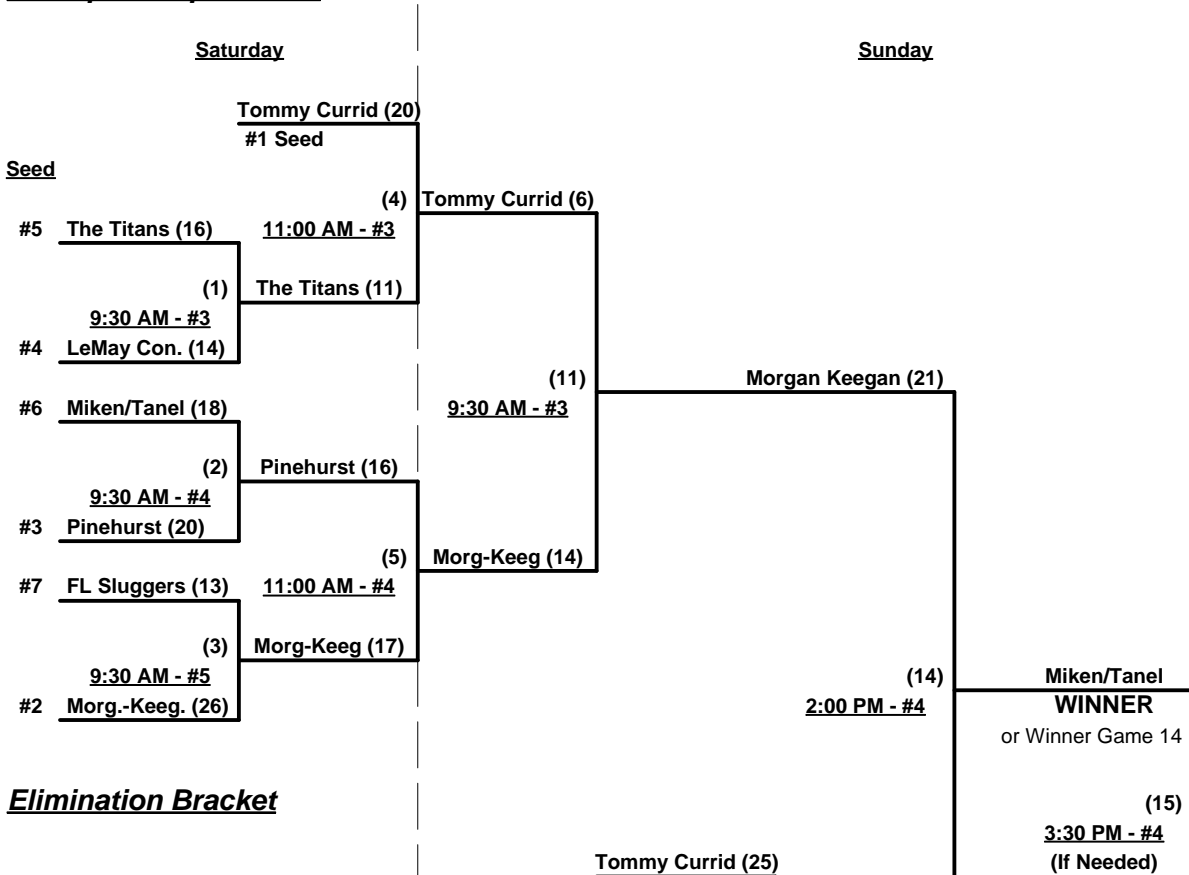 Saturday
Sunday
Tommy Currid (20)
#1 Seed
Seed
(4)
Tommy Currid (6)
#5 The Titans (16)
11:00 AM - #3
(1)
The Titans (11)
9:30 AM - #3
#4 LeMay Con. (14)
(11)
Morgan Keegan (21)
#6 Miken/Tanel (18)
9:30 AM - #3
(2)
Pinehurst (16)
9:30 AM - #4
#3 Pinehurst (20)
(5)
Morg-Keeg (14)
#7 FL Sluggers (13)
11:00 AM - #4
(3)
Morg-Keeg (17)
9:30 AM - #5
(14)
Miken/Tanel
#2 Morg.-Keeg. (26)
2:00 PM - #4
WINNER
or Winner Game 14
Elimination Bracket
(15)
3:30 PM - #4
Tommy Currid (25)
(If Needed)